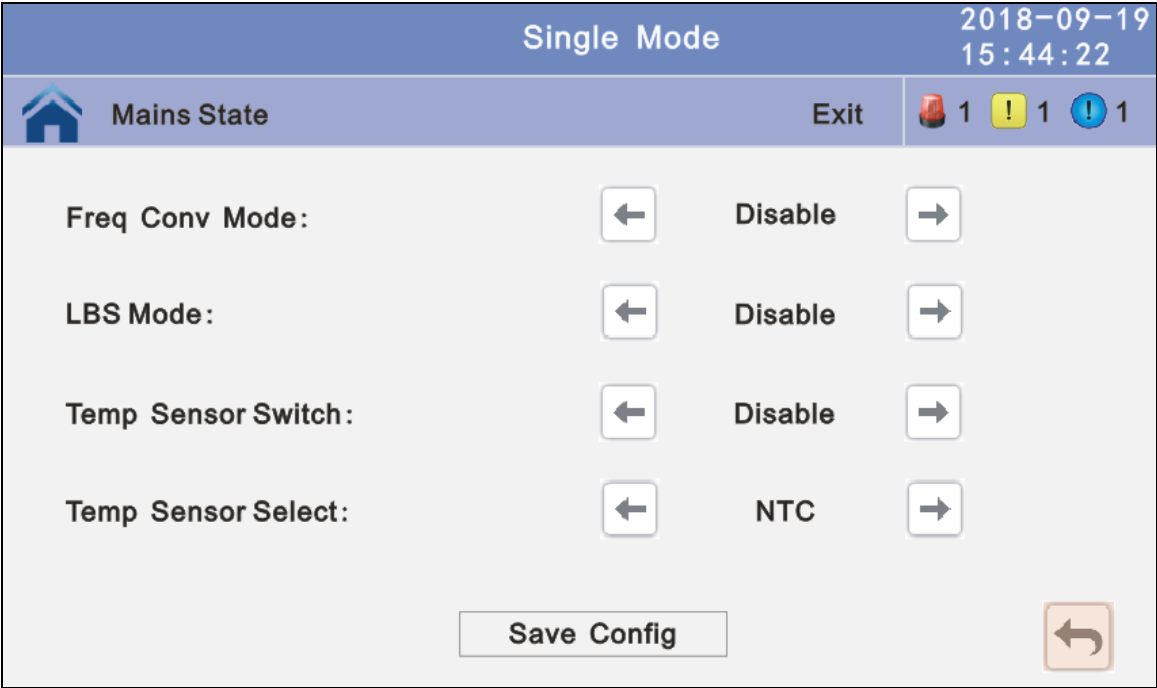 Single Mode
2018-09-19
15:44:22
Mains State Exit 1 ! 1 ! 1
Freq Conv Mode: Disable
LBS Mode: Disable
Temp Sensor Switch: Disable
Temp Sensor Select: NTC
Save Config